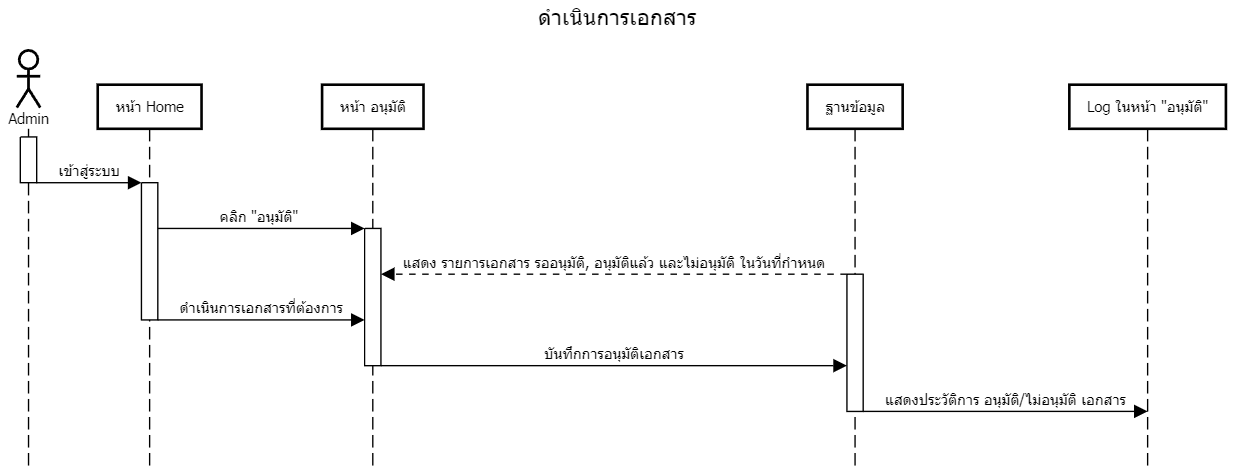 ดำเนินการเอกสาร
Admin
หน้า Home
หน้า อนุมัติ
ฐานข้อมูล
Log ในหน้า "อนุมัติ"
เข้าสู่ระบบ
คลิก "อนุมัติ"
แสดง รายการเอกสาร รออนุมัติ, อนุมัติแล้ว และไม่อนุมัติ ในวันที่กำหนด
ดำเนินการเอกสารที่ต้องการ
บันทึกการอนุมัติเอกสาร
แสดงประวัติการ อนุมัติ/ไม่อนุมัติ เอกสาร